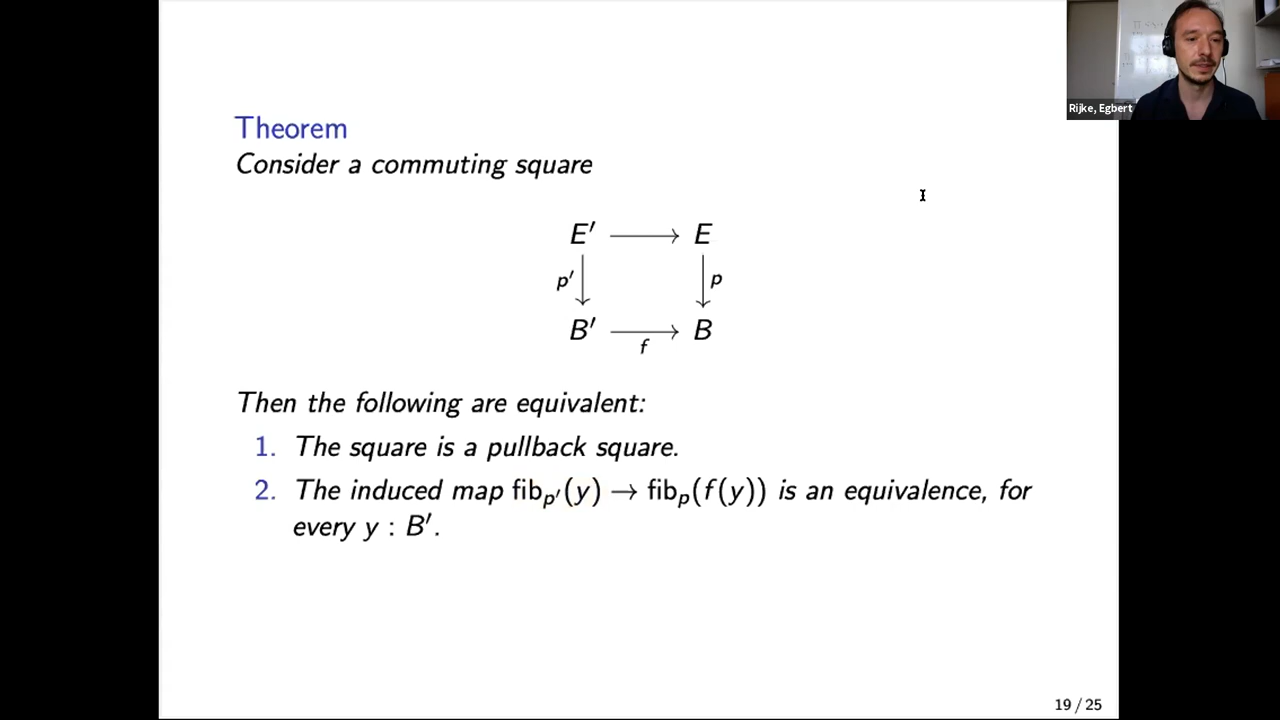 Rijke, Egbert
Theorem
Consider a commuting square
E′ ⟶ E
p′ p
B′ ⟶ B
f
Then the following are equivalent:
1. The square is a pullback square.
2. The induced map fib_{p′}(y) → fib_p(f(y)) is an equivalence, for
every y : B′.
19 / 25